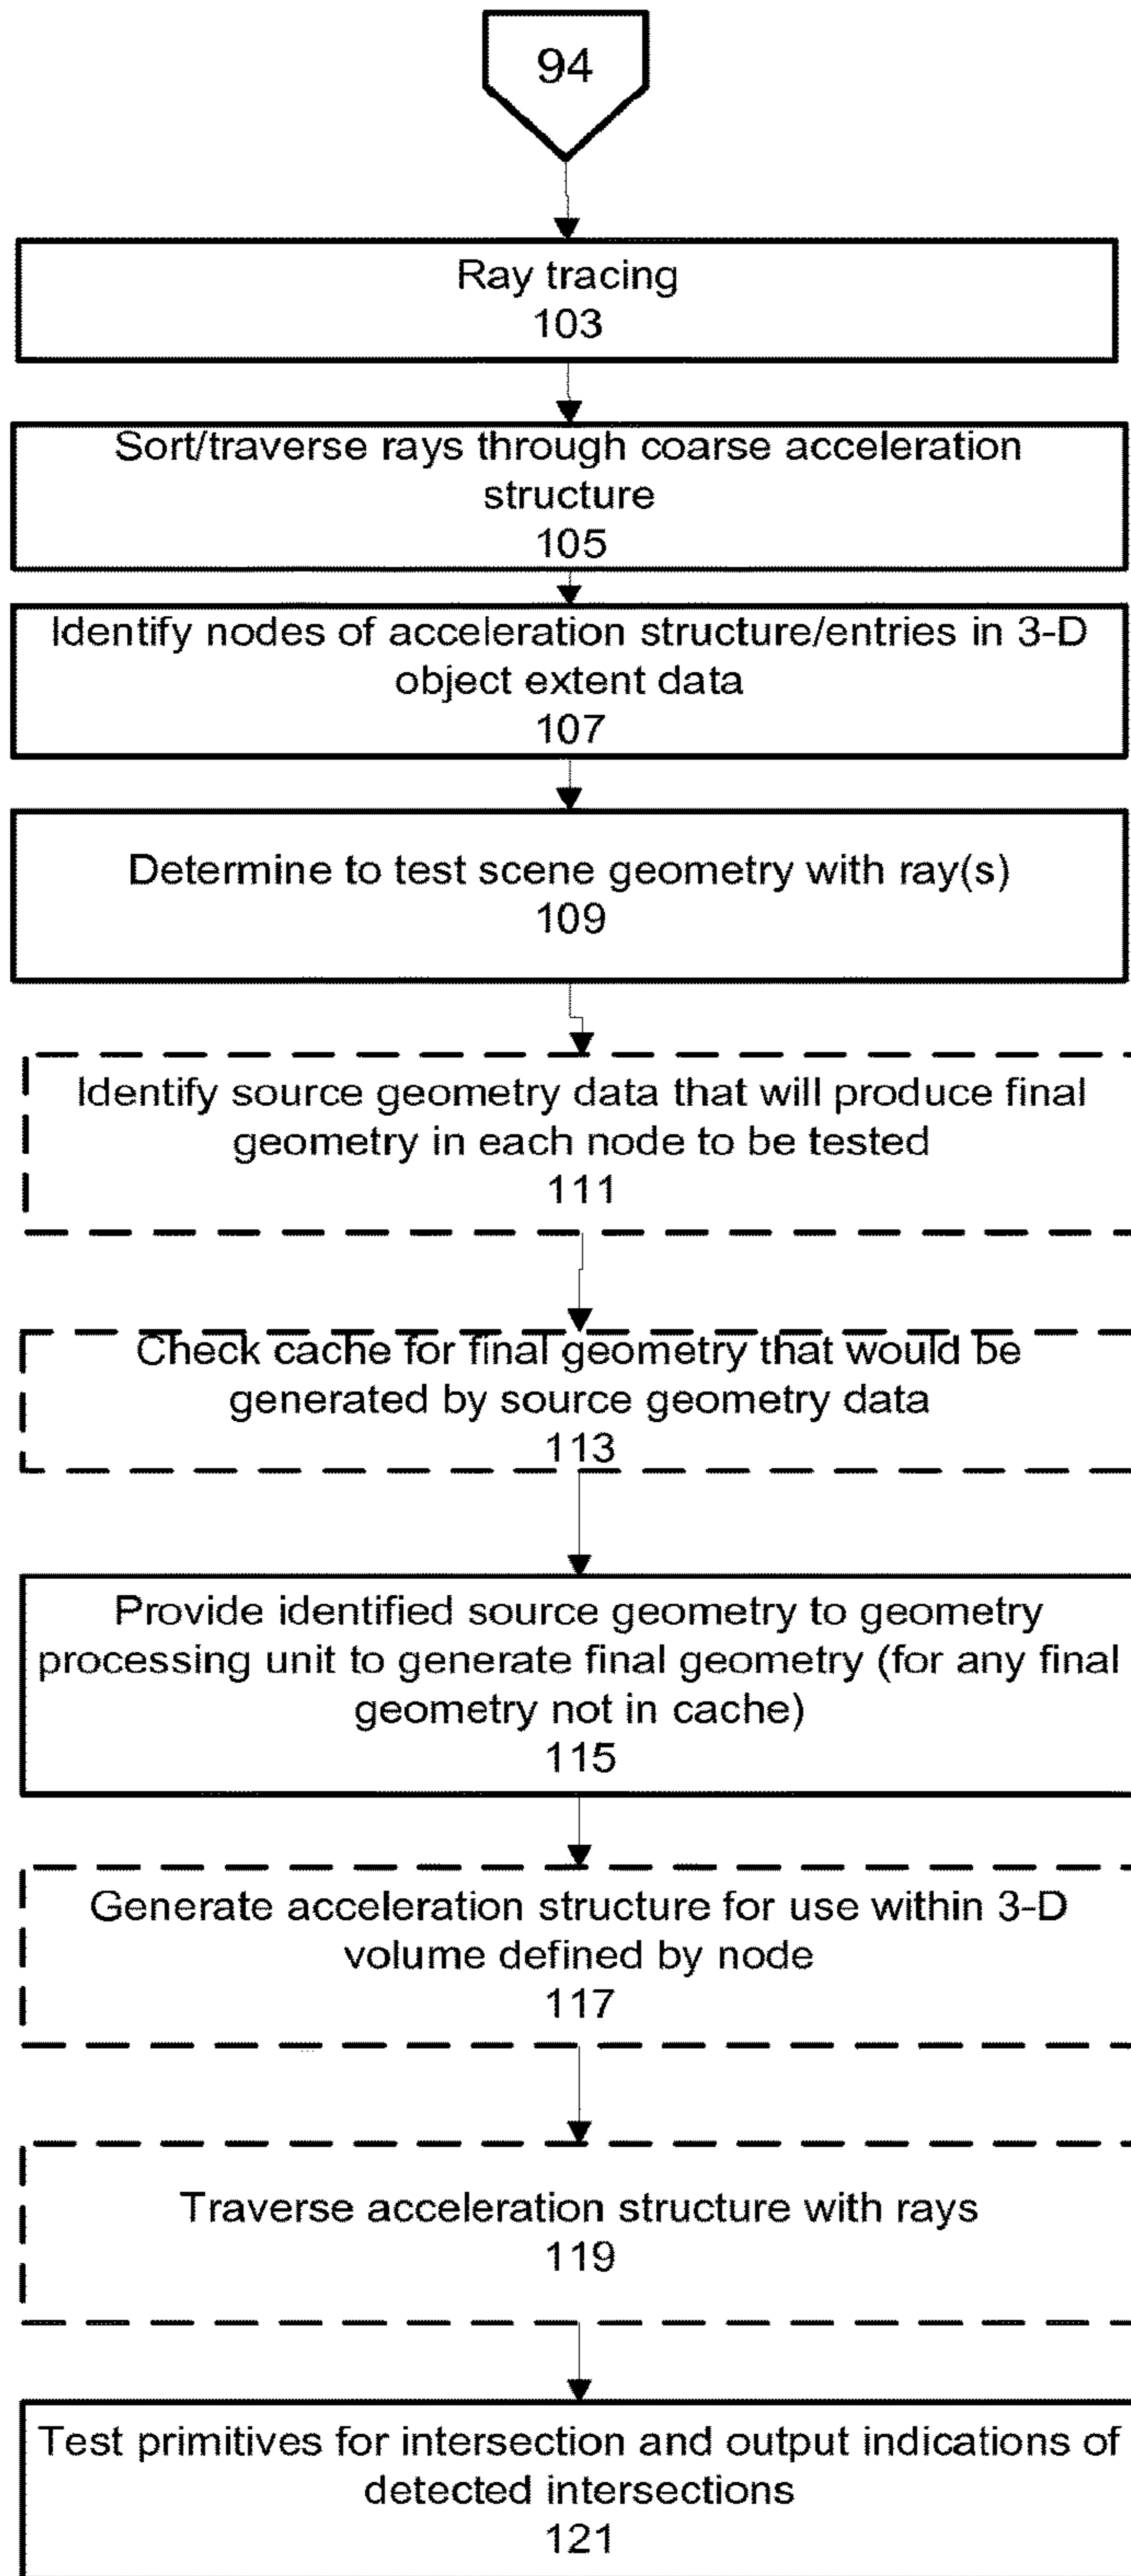 94
Ray tracing
103
Sort/traverse rays through coarse acceleration
structure
105
Identify nodes of acceleration structure/entries in 3-D
object extent data
107
Determine to test scene geometry with ray(s)
109
Identify source geometry data that will produce final
geometry in each node to be tested
111
Check cache for final geometry that would be
generated by source geometry data
113
Provide identified source geometry to geometry
processing unit to generate final geometry (for any final
geometry not in cache)
115
Generate acceleration structure for use within 3-D
volume defined by node
117
Traverse acceleration structure with rays
119
Test primitives for intersection and output indications of
detected intersections
121